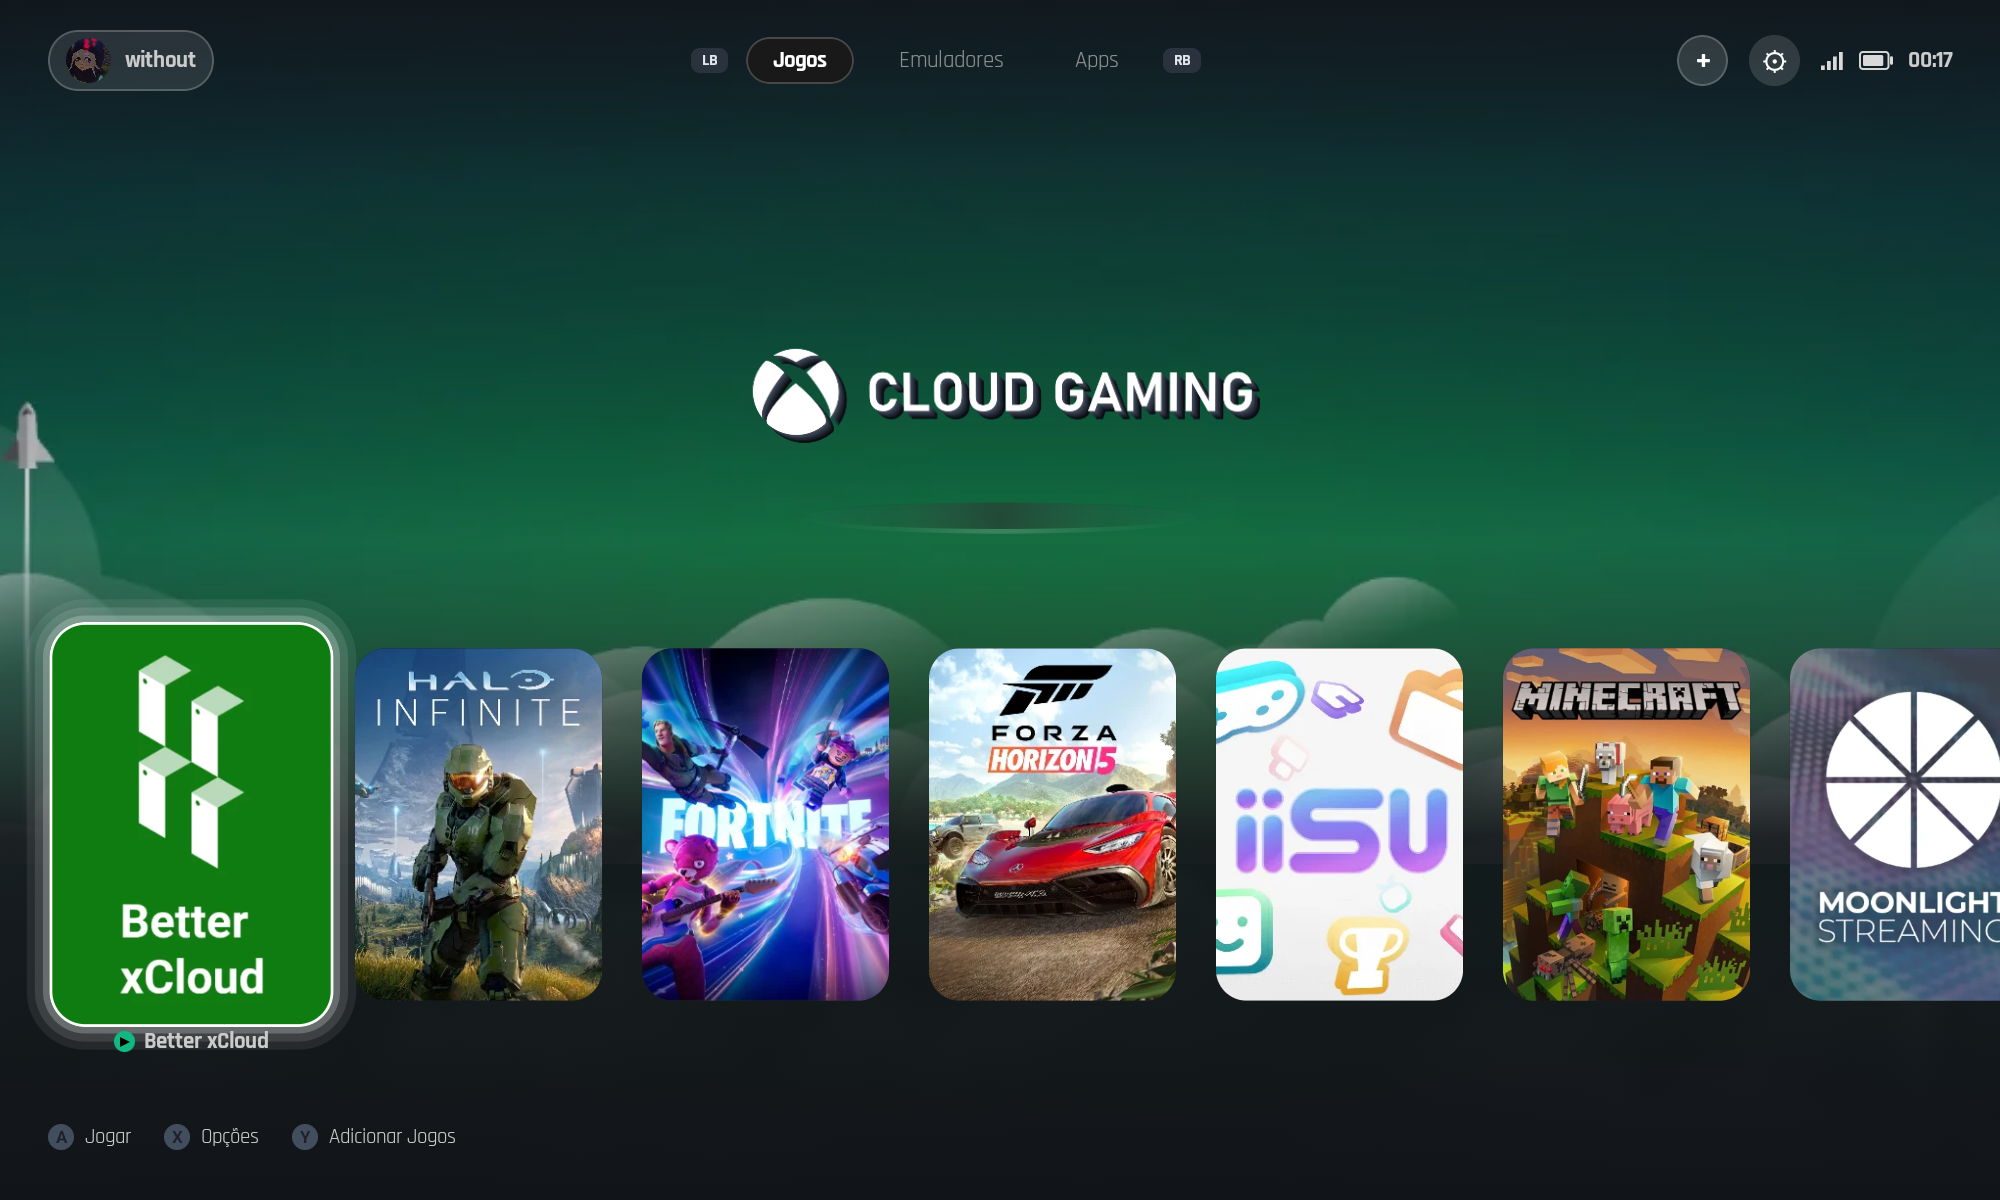 without
LB
Jogos
Emuladores
Apps
RB
00:17
CLOUD GAMING
Better
xCloud
HALO
INFINITE
FORTNITE
FORZA
HORIZON 5
iiSU
MINECRAFT
MOONLIGHT
STREAMING
Better xCloud
A Jogar
X Opções
Y Adicionar Jogos